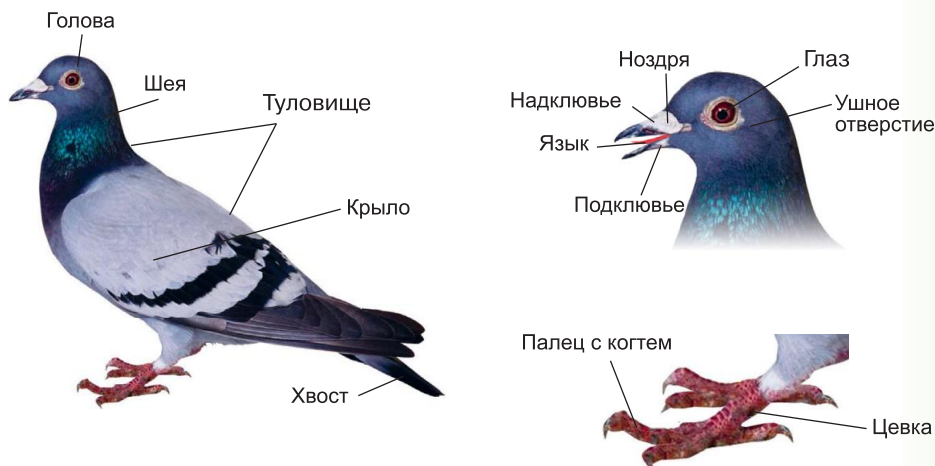 Голова
Шея
Туловище
Крыло
Хвост
Ноздря
Глаз
Надклювье
Ушное
отверстие
Язык
Подклювье
Палец с когтем
Цевка